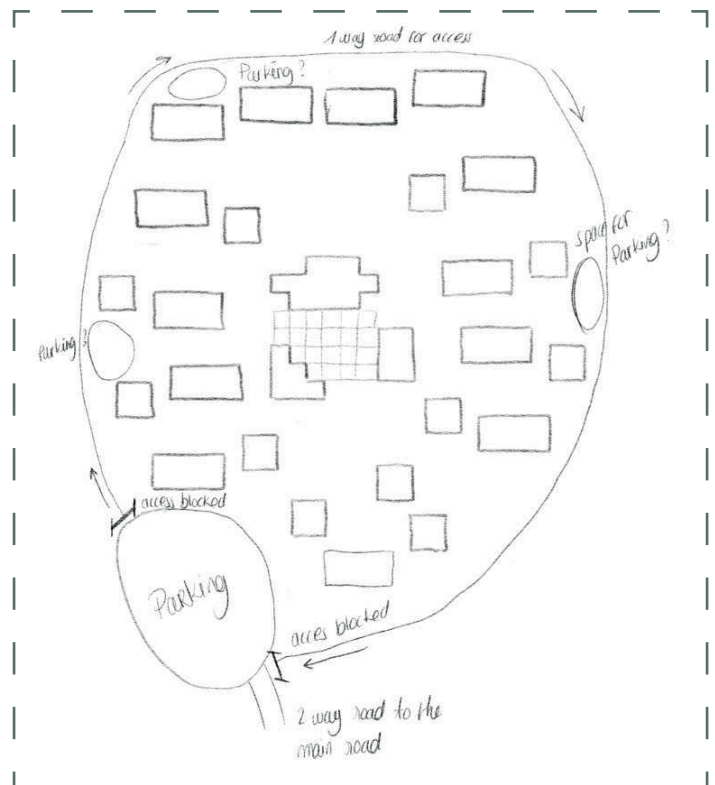 1 way road for access
Parking?
space for
Parking?
Parking?
access blocked
Parking
acces blocked
2 way road to the
main road